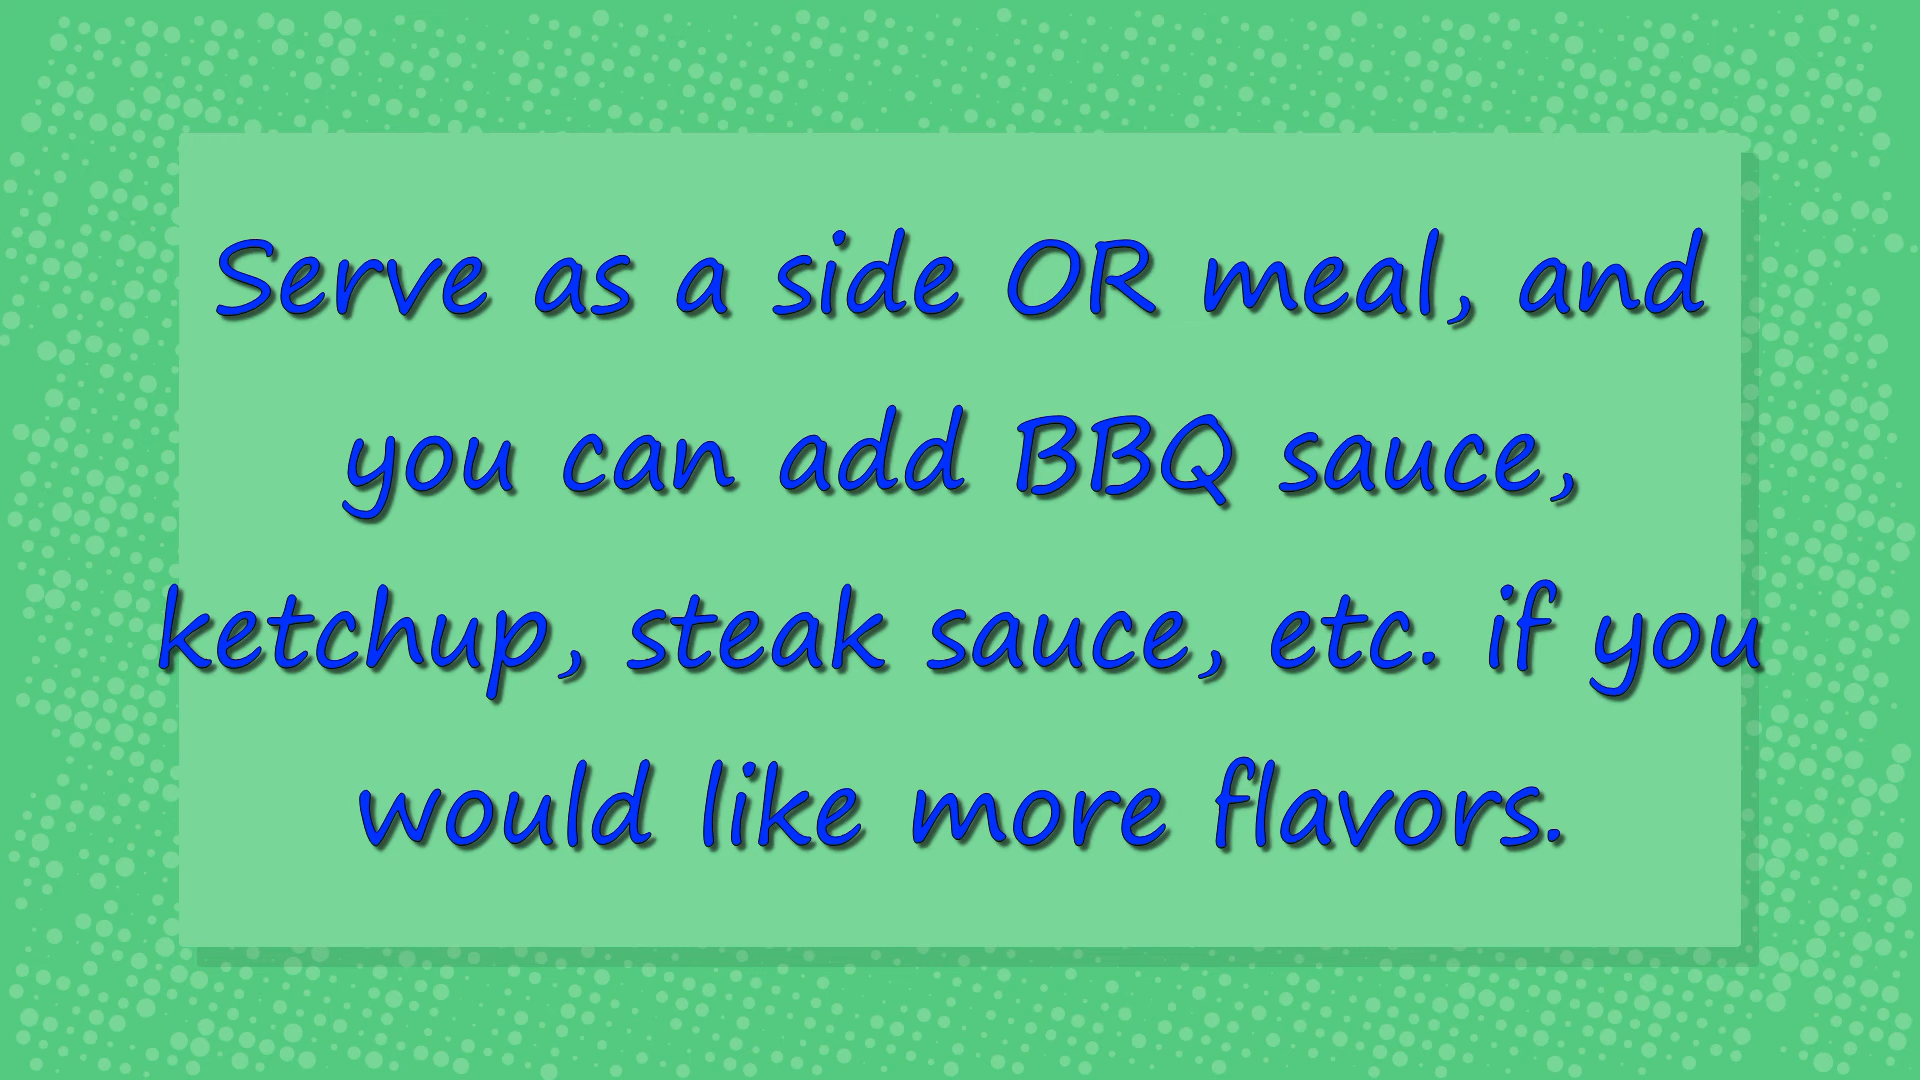 Serve as a side OR meal, and
you can add BBQ sauce,
ketchup, steak sauce, etc. if you
would like more flavors.